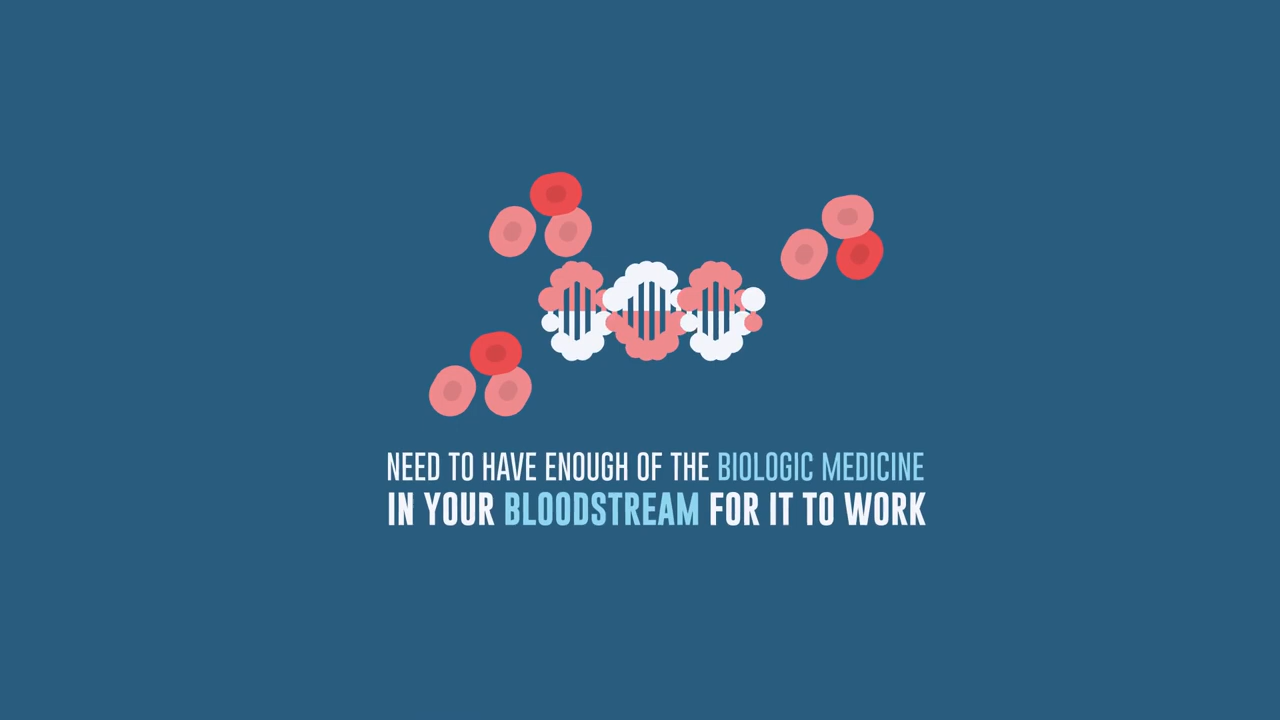 NEED TO HAVE ENOUGH OF THE BIOLOGIC MEDICINE
IN YOUR BLOODSTREAM FOR IT TO WORK